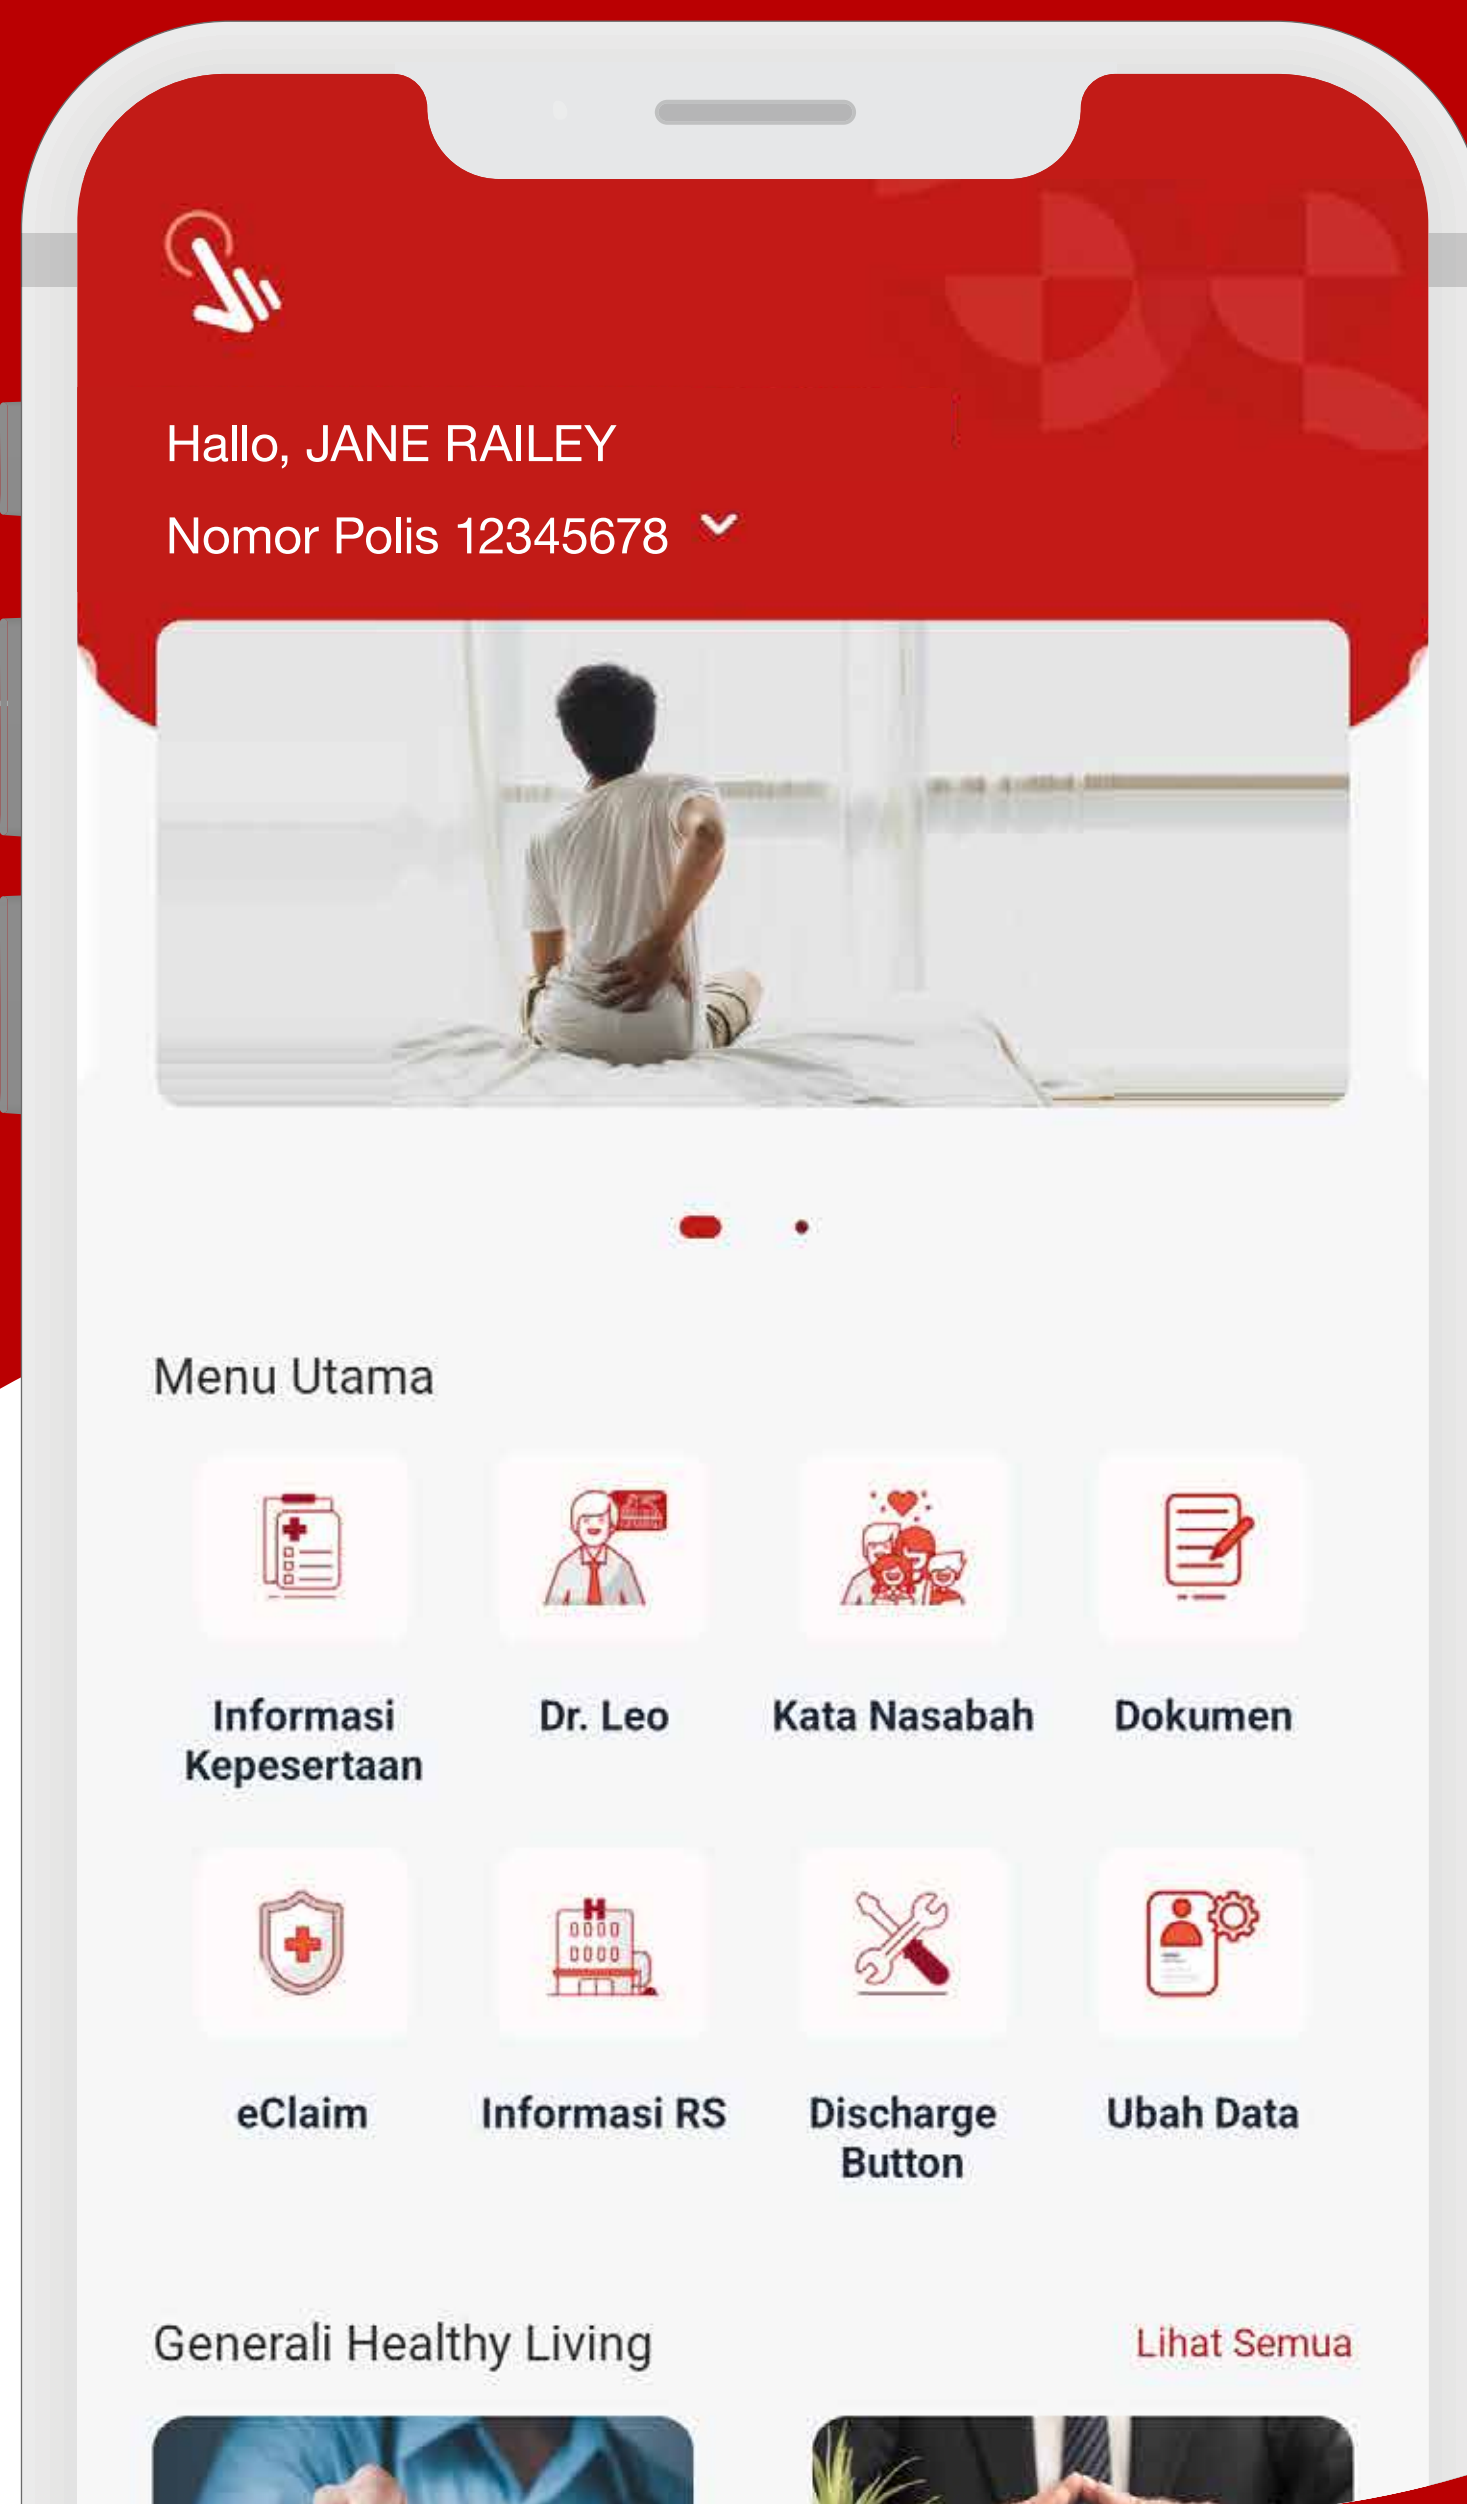 Hallo, JANE RAILEY
Nomor Polis 12345678
Menu Utama
Informasi
Kepesertaan
Dr. Leo
Kata Nasabah
Dokumen
eClaim
Informasi RS
Discharge
Button
Ubah Data
Generali Healthy Living
Lihat Semua